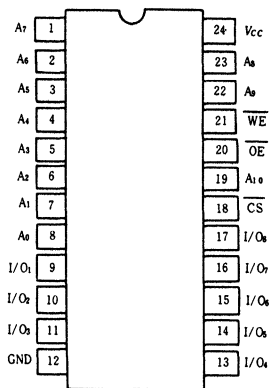 A7 1 24 Vcc
A6 2 23 A8
A5 3 22 A9
A4 4 21 WE
A3 5 20 OE
A2 6 19 A10
A1 7 18 CS
A0 8 17 I/O8
I/O1 9 16 I/O7
I/O2 10 15 I/O6
I/O3 11 14 I/O5
GND 12 13 I/O4